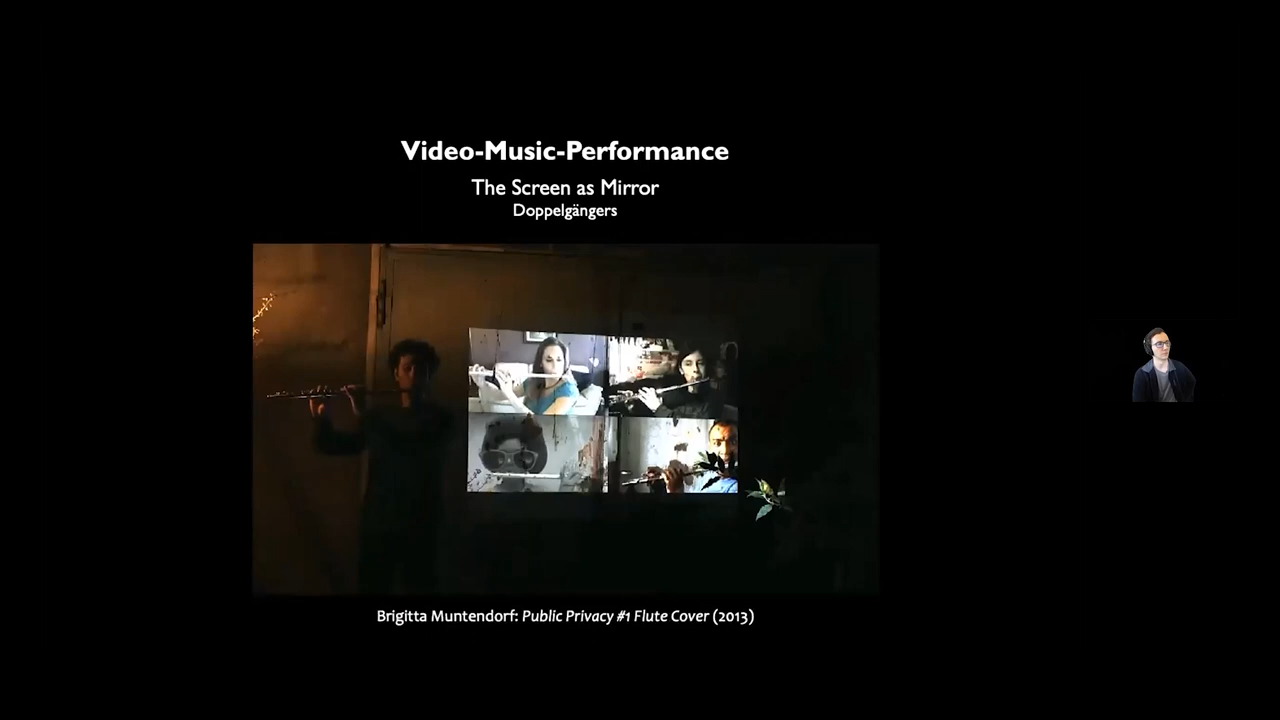 Video-Music-Performance
The Screen as Mirror
Doppelgängers
Brigitta Muntendorf: Public Privacy #1 Flute Cover (2013)